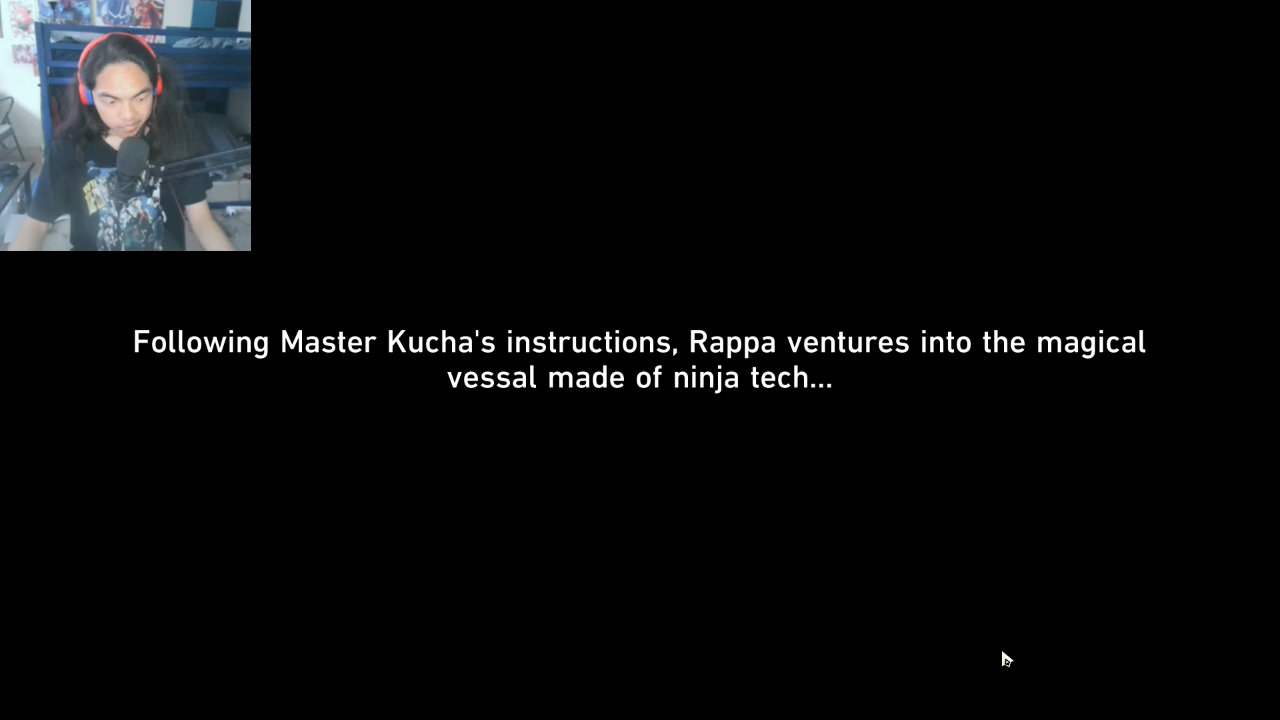 Following Master Kucha's instructions, Rappa ventures into the magical
vessal made of ninja tech...